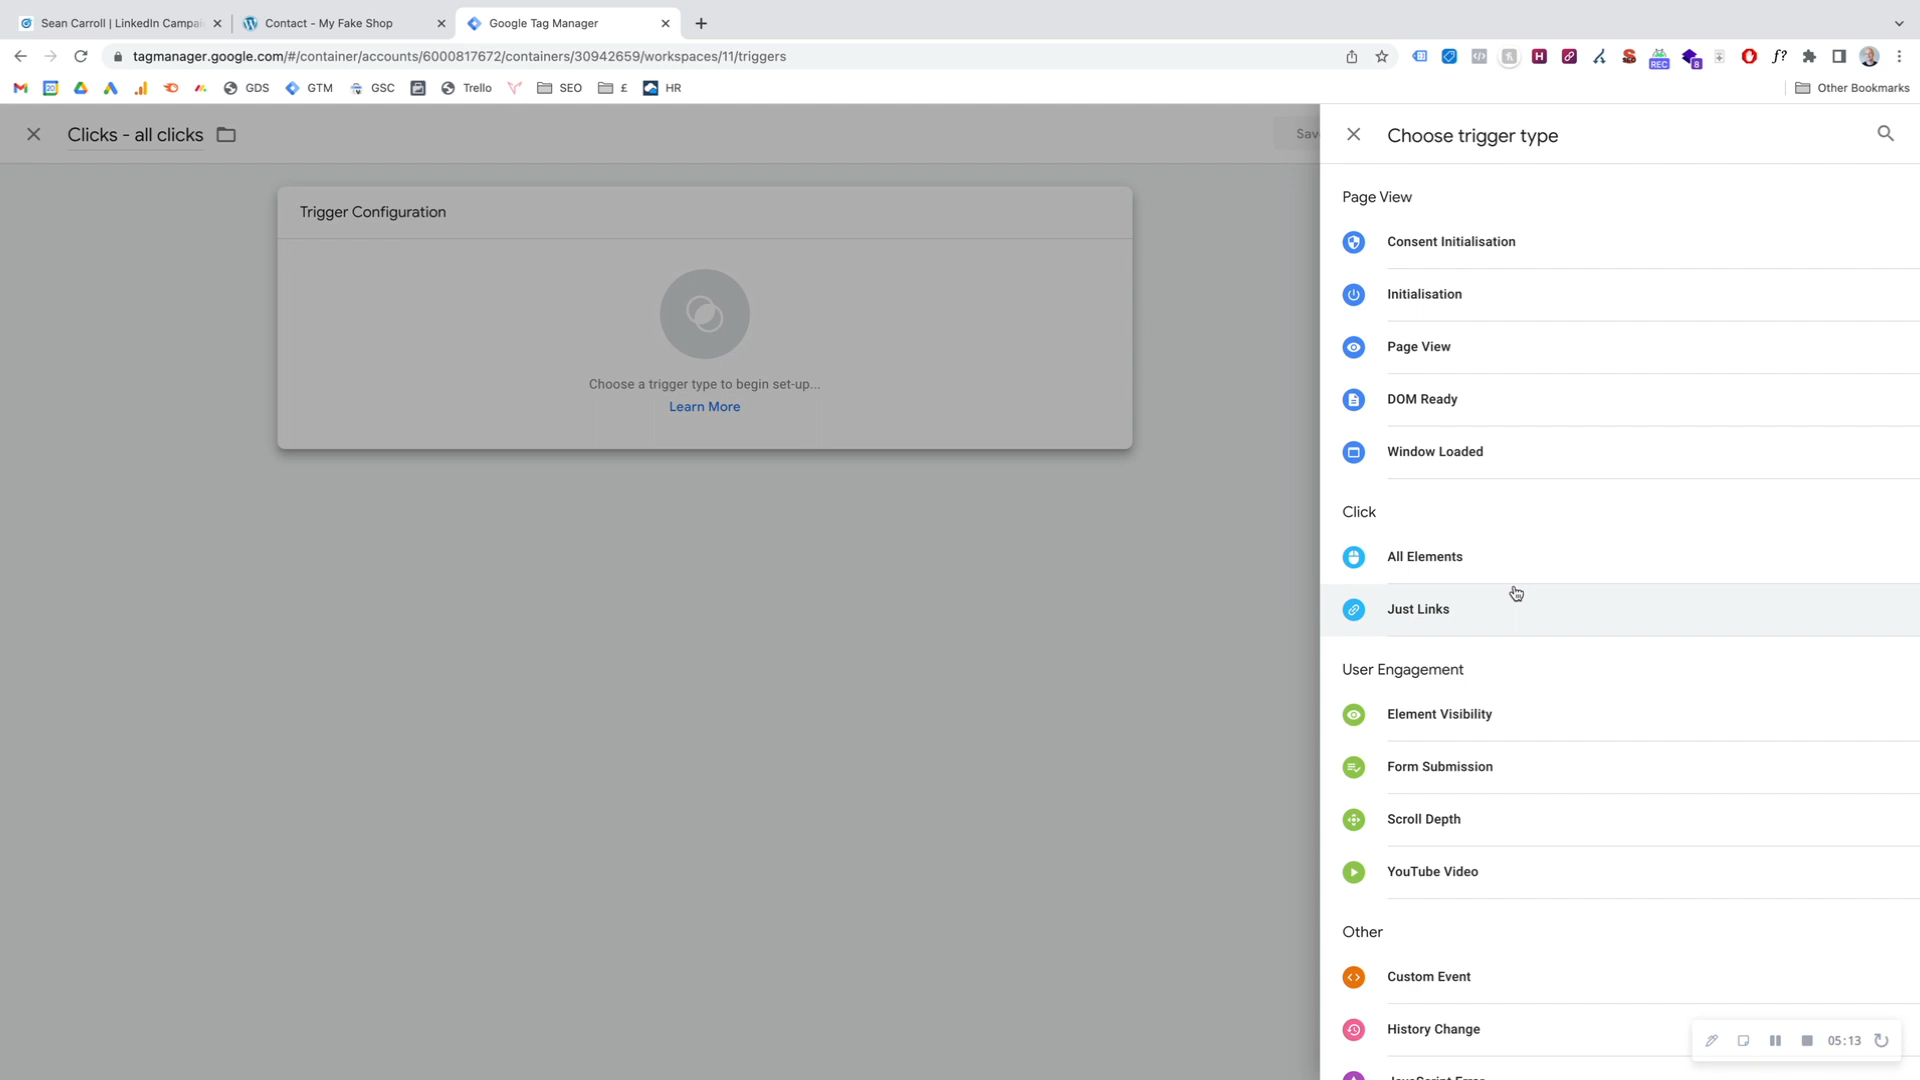 Sean Carroll | LinkedIn Campai
Contact - My Fake Shop
Google Tag Manager
tagmanager.google.com/#/container/accounts/6000817672/containers/30942659/workspaces/11/triggers
GDS
GTM
GSC
Trello
SEO
£
HR
Other Bookmarks
Clicks - all clicks
Sav
Trigger Configuration
Choose a trigger type to begin set-up...
Learn More
Choose trigger type
Page View
Consent Initialisation
Initialisation
Page View
DOM Ready
Window Loaded
Click
All Elements
Just Links
User Engagement
Element Visibility
Form Submission
Scroll Depth
YouTube Video
Other
Custom Event
History Change
05:13